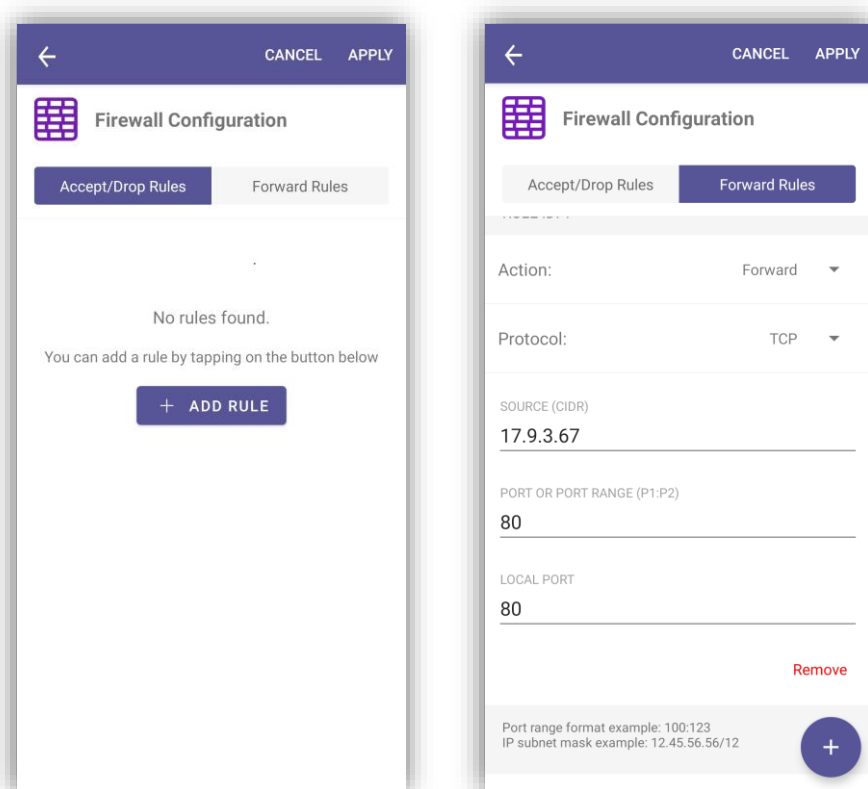 CANCEL APPLY
Firewall Configuration
Accept/Drop Rules Forward Rules
No rules found.
You can add a rule by tapping on the button below
+ ADD RULE
CANCEL APPLY
Firewall Configuration
Accept/Drop Rules Forward Rules
Action: Forward
Protocol: TCP
SOURCE (CIDR)
17.9.3.67
PORT OR PORT RANGE (P1:P2)
80
LOCAL PORT
80
Remove
Port range format example: 100:123
IP subnet mask example: 12.45.56.56/12
+